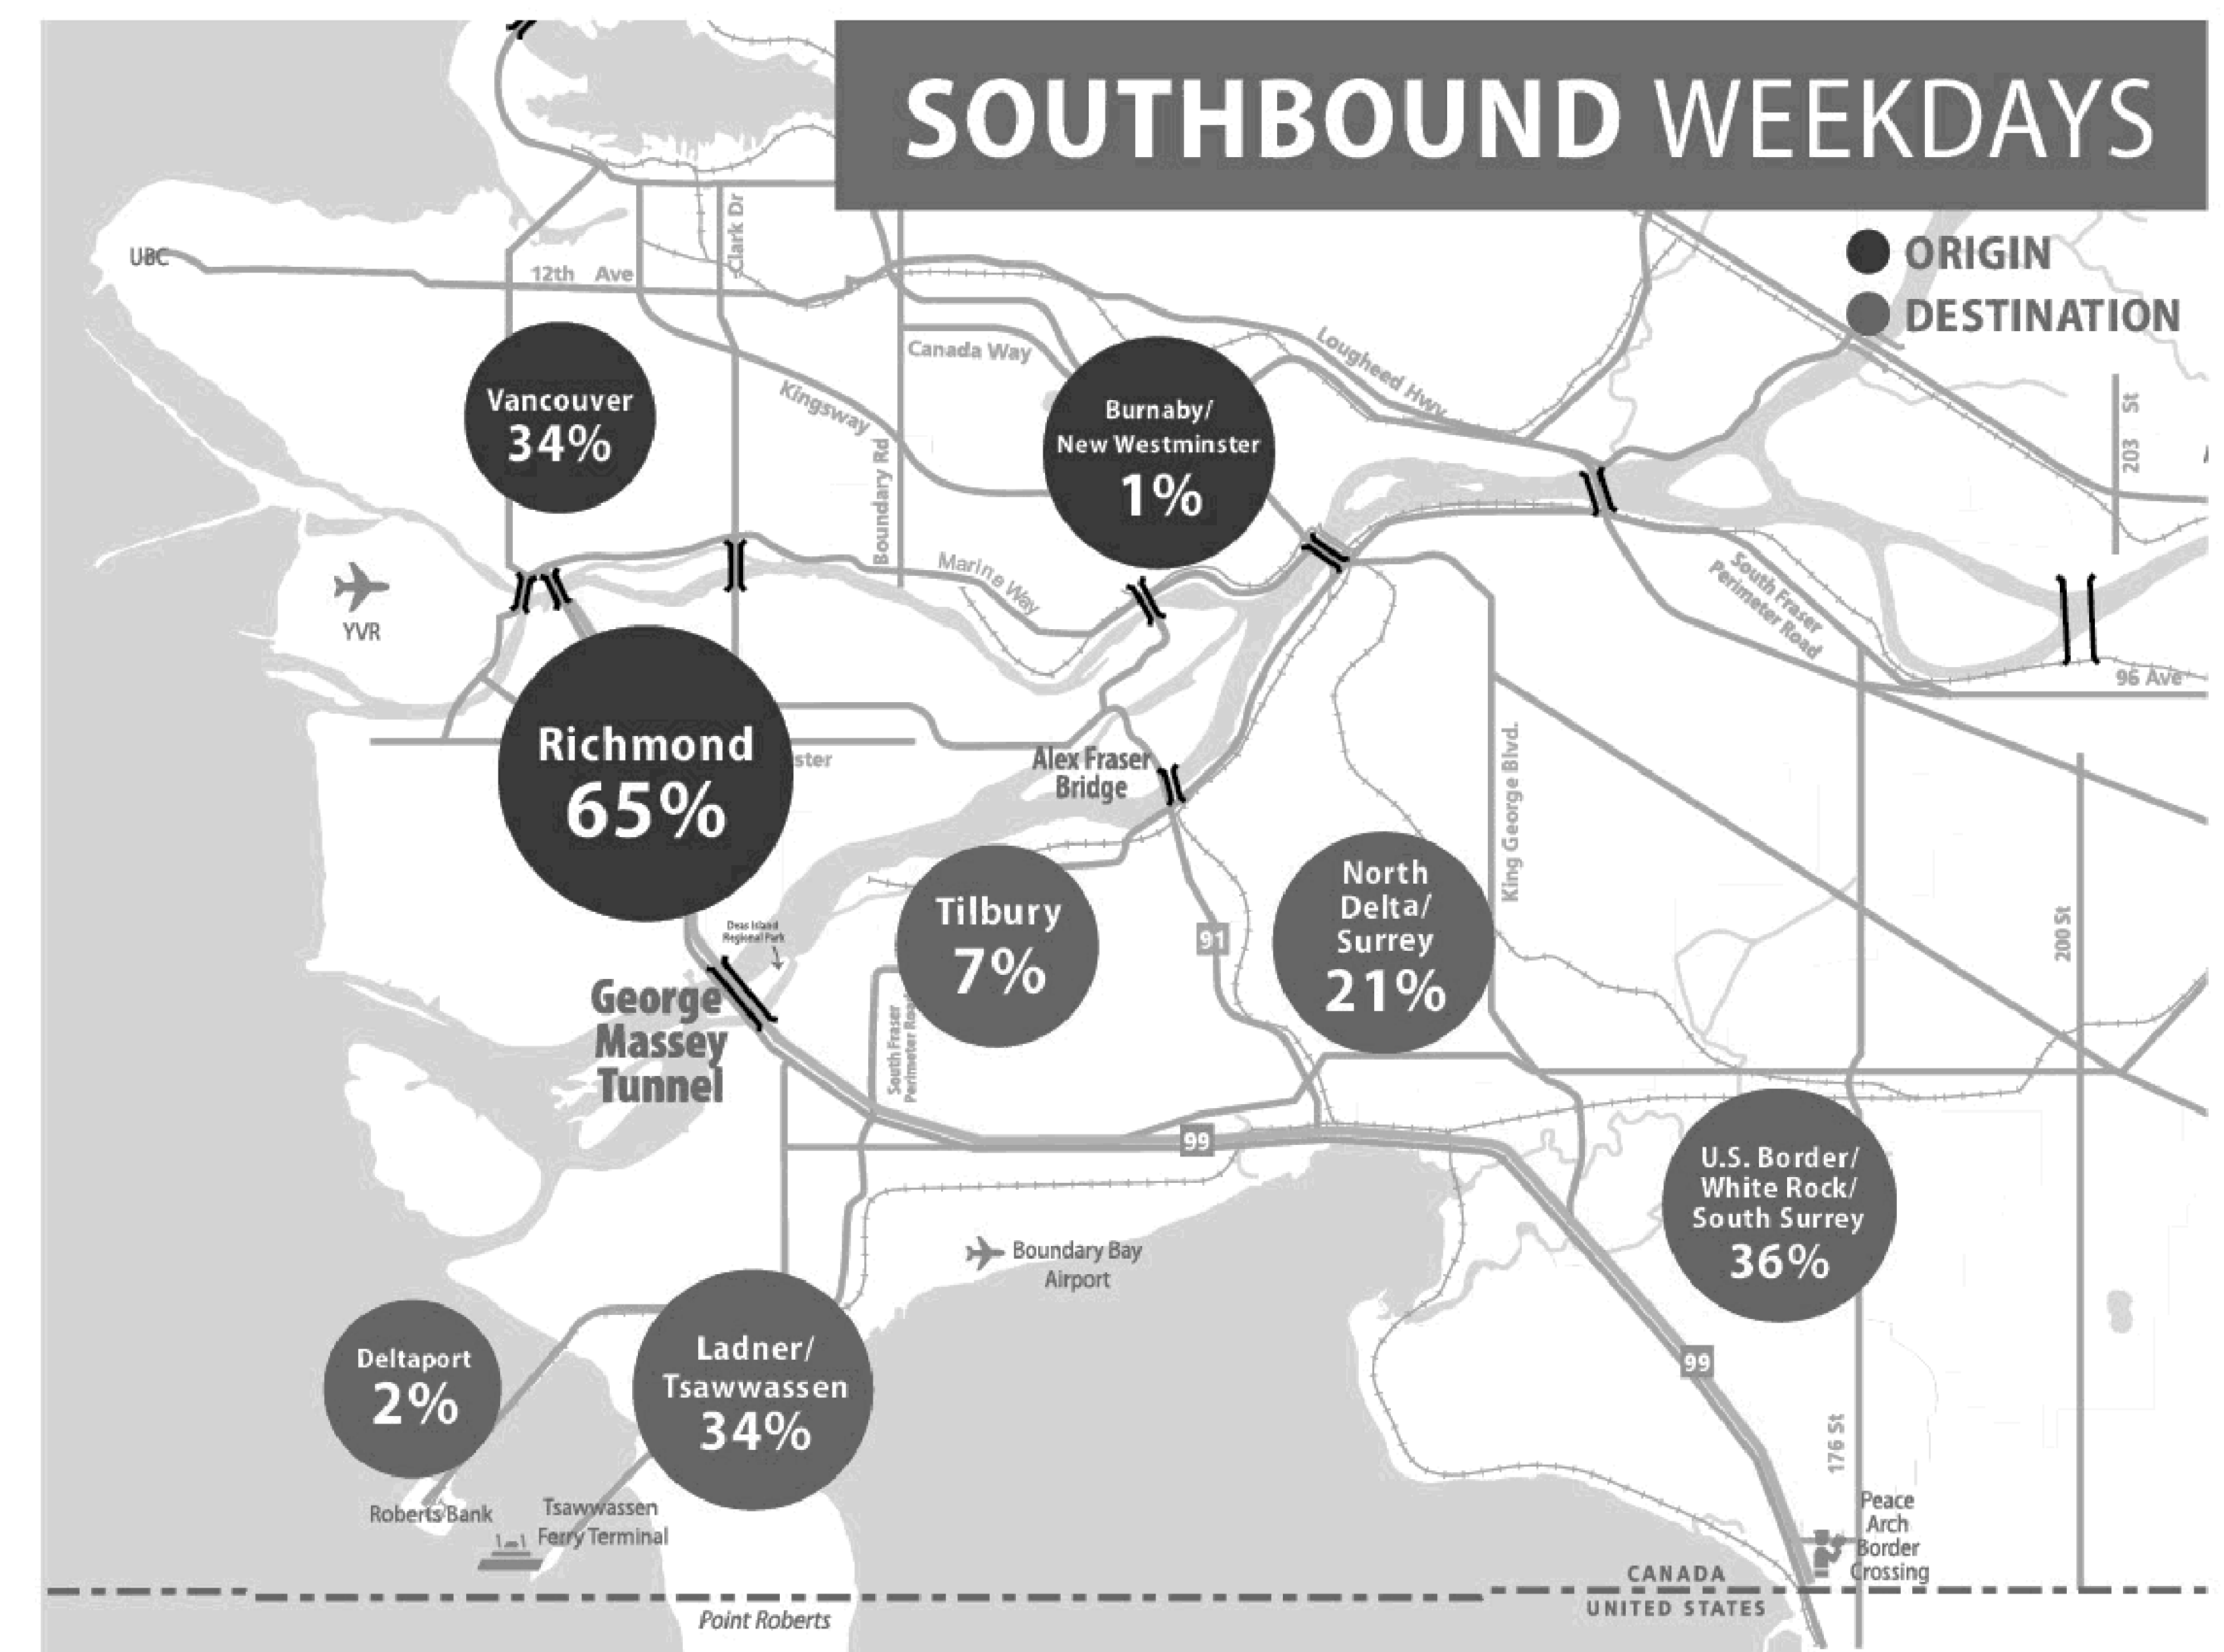 SOUTHBOUND WEEKDAYS
ORIGIN
DESTINATION
UBC
12th Ave
Clark Dr
Canada Way
Kingsway
Boundary Rd
Lougheed Hwy
Marine Way
203 St
Vancouver
34%
Burnaby/
New Westminster
1%
YVR
South Fraser
Perimeter Road
96 Ave
Richmond
65%
ster
Alex Fraser
Bridge
King George Blvd.
200 St
Deas Island
Regional Park
George
Massey
Tunnel
Tilbury
7%
91
North
Delta/
Surrey
21%
South Fraser
Perimeter Road
99
U.S. Border/
White Rock/
South Surrey
36%
Boundary Bay
Airport
Deltaport
2%
Ladner/
Tsawwassen
34%
99
176 St
Roberts Bank
Tsawwassen
Ferry Terminal
Peace
Arch
Border
Crossing
CANADA
UNITED STATES
Point Roberts